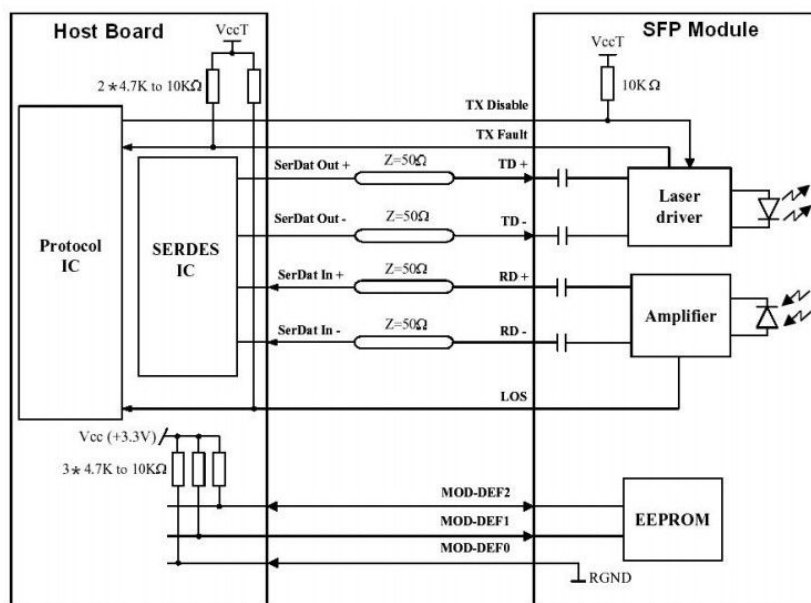 Host Board
SFP Module
VccT
VccT
2*4.7K to 10KΩ
10KΩ
TX Disable
TX Fault
SerDat Out +
Z=50Ω
TD +
SerDat Out -
Z=50Ω
TD -
Laser
driver
Protocol
IC
SERDES
IC
SerDat In +
Z=50Ω
RD +
SerDat In -
Z=50Ω
RD -
Amplifier
LOS
Vcc (+3.3V)
3*4.7K to 10KΩ
MOD-DEF2
MOD-DEF1
MOD-DEF0
EEPROM
RGND